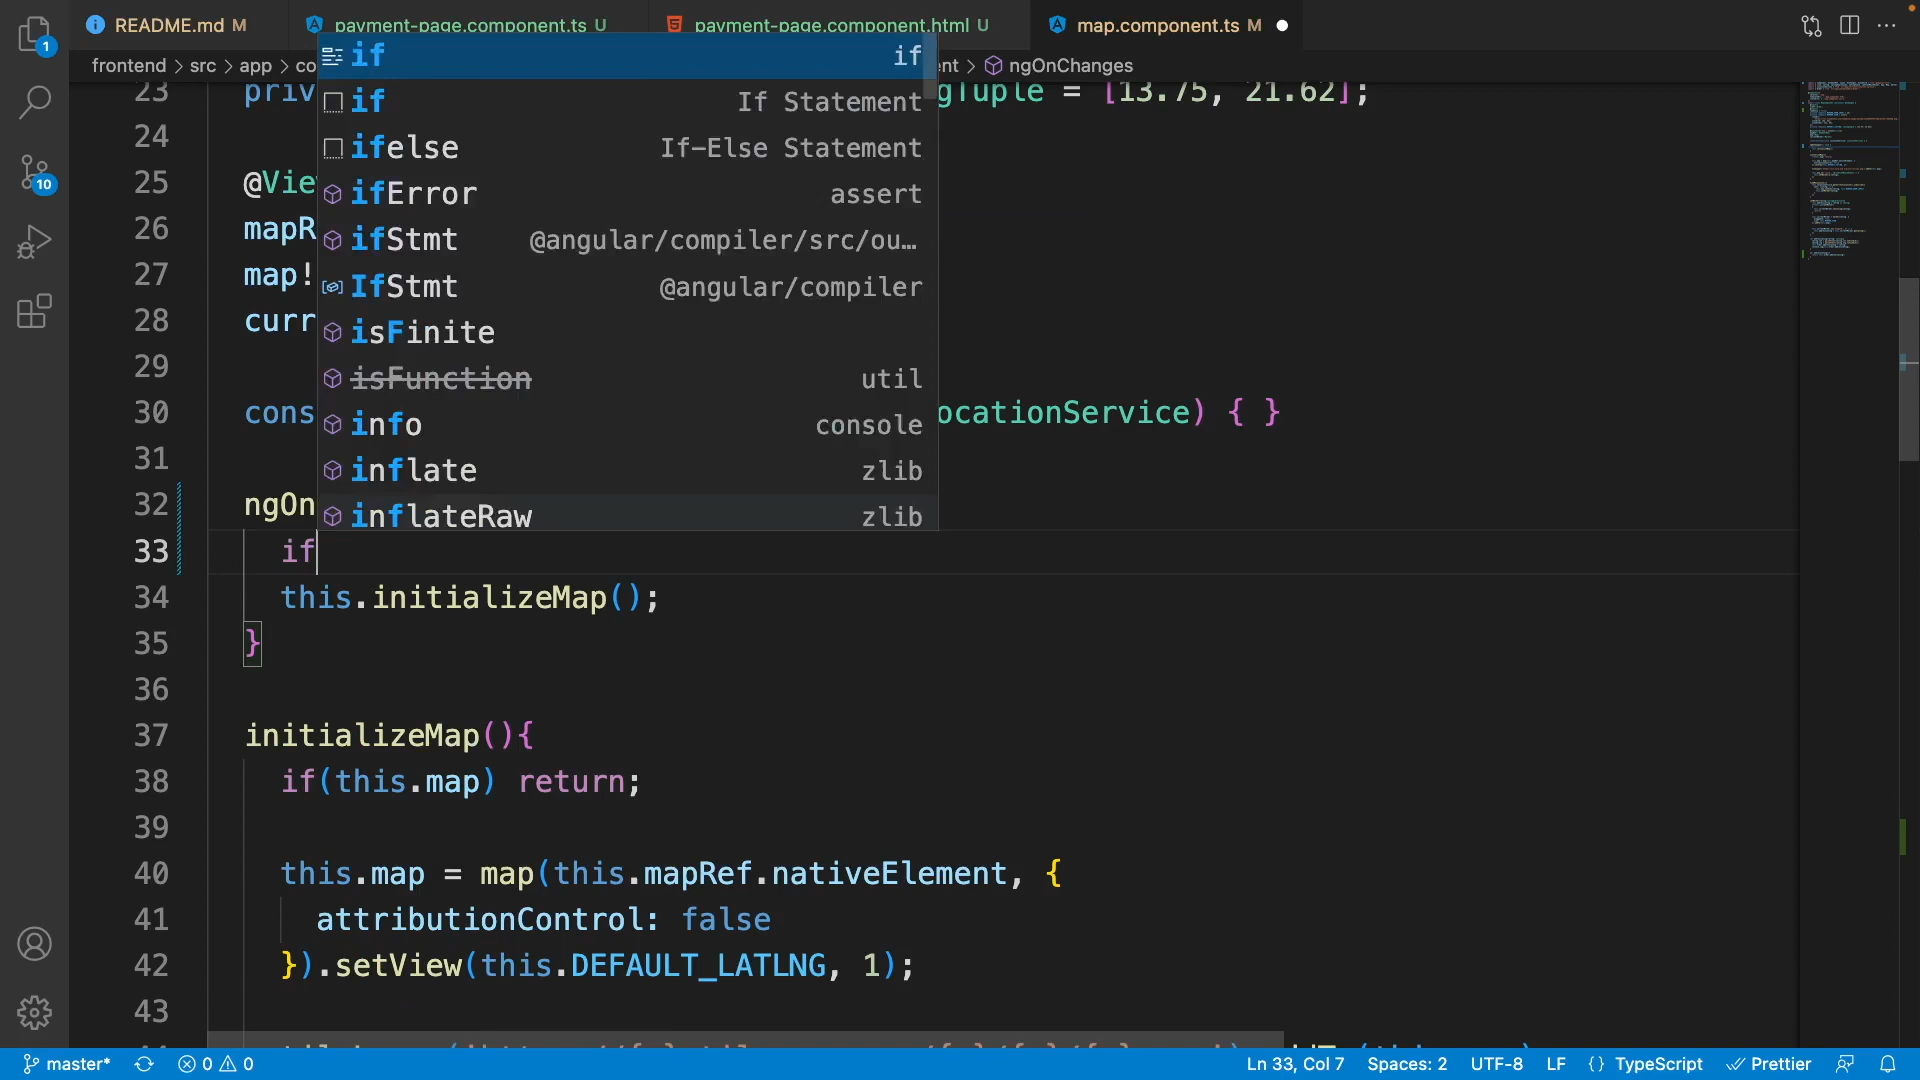 README.md M
payment-page.component.ts U
payment-page.component.html U
map.component.ts M
1
frontend > src > app > co
nt > ngOnChanges
if if
if If Statement
ifelse If-Else Statement
ifError assert
ifStmt @angular/compiler/src/ou…
IfStmt @angular/compiler
isFinite
isFunction util
info console
inflate zlib
inflateRaw zlib
10
23 priv gTuple = [13.75, 21.62];
24
25 @Vie
26 mapR
27 map!
28 curr
29
30 cons ocationService) { }
31
32 ngOn
33 if
34 this.initializeMap();
35 }
36
37 initializeMap(){
38 if(this.map) return;
39
40 this.map = map(this.mapRef.nativeElement, {
41 attributionControl: false
42 }).setView(this.DEFAULT_LATLNG, 1);
43
master* 0 0 Ln 33, Col 7 Spaces: 2 UTF-8 LF {} TypeScript Prettier